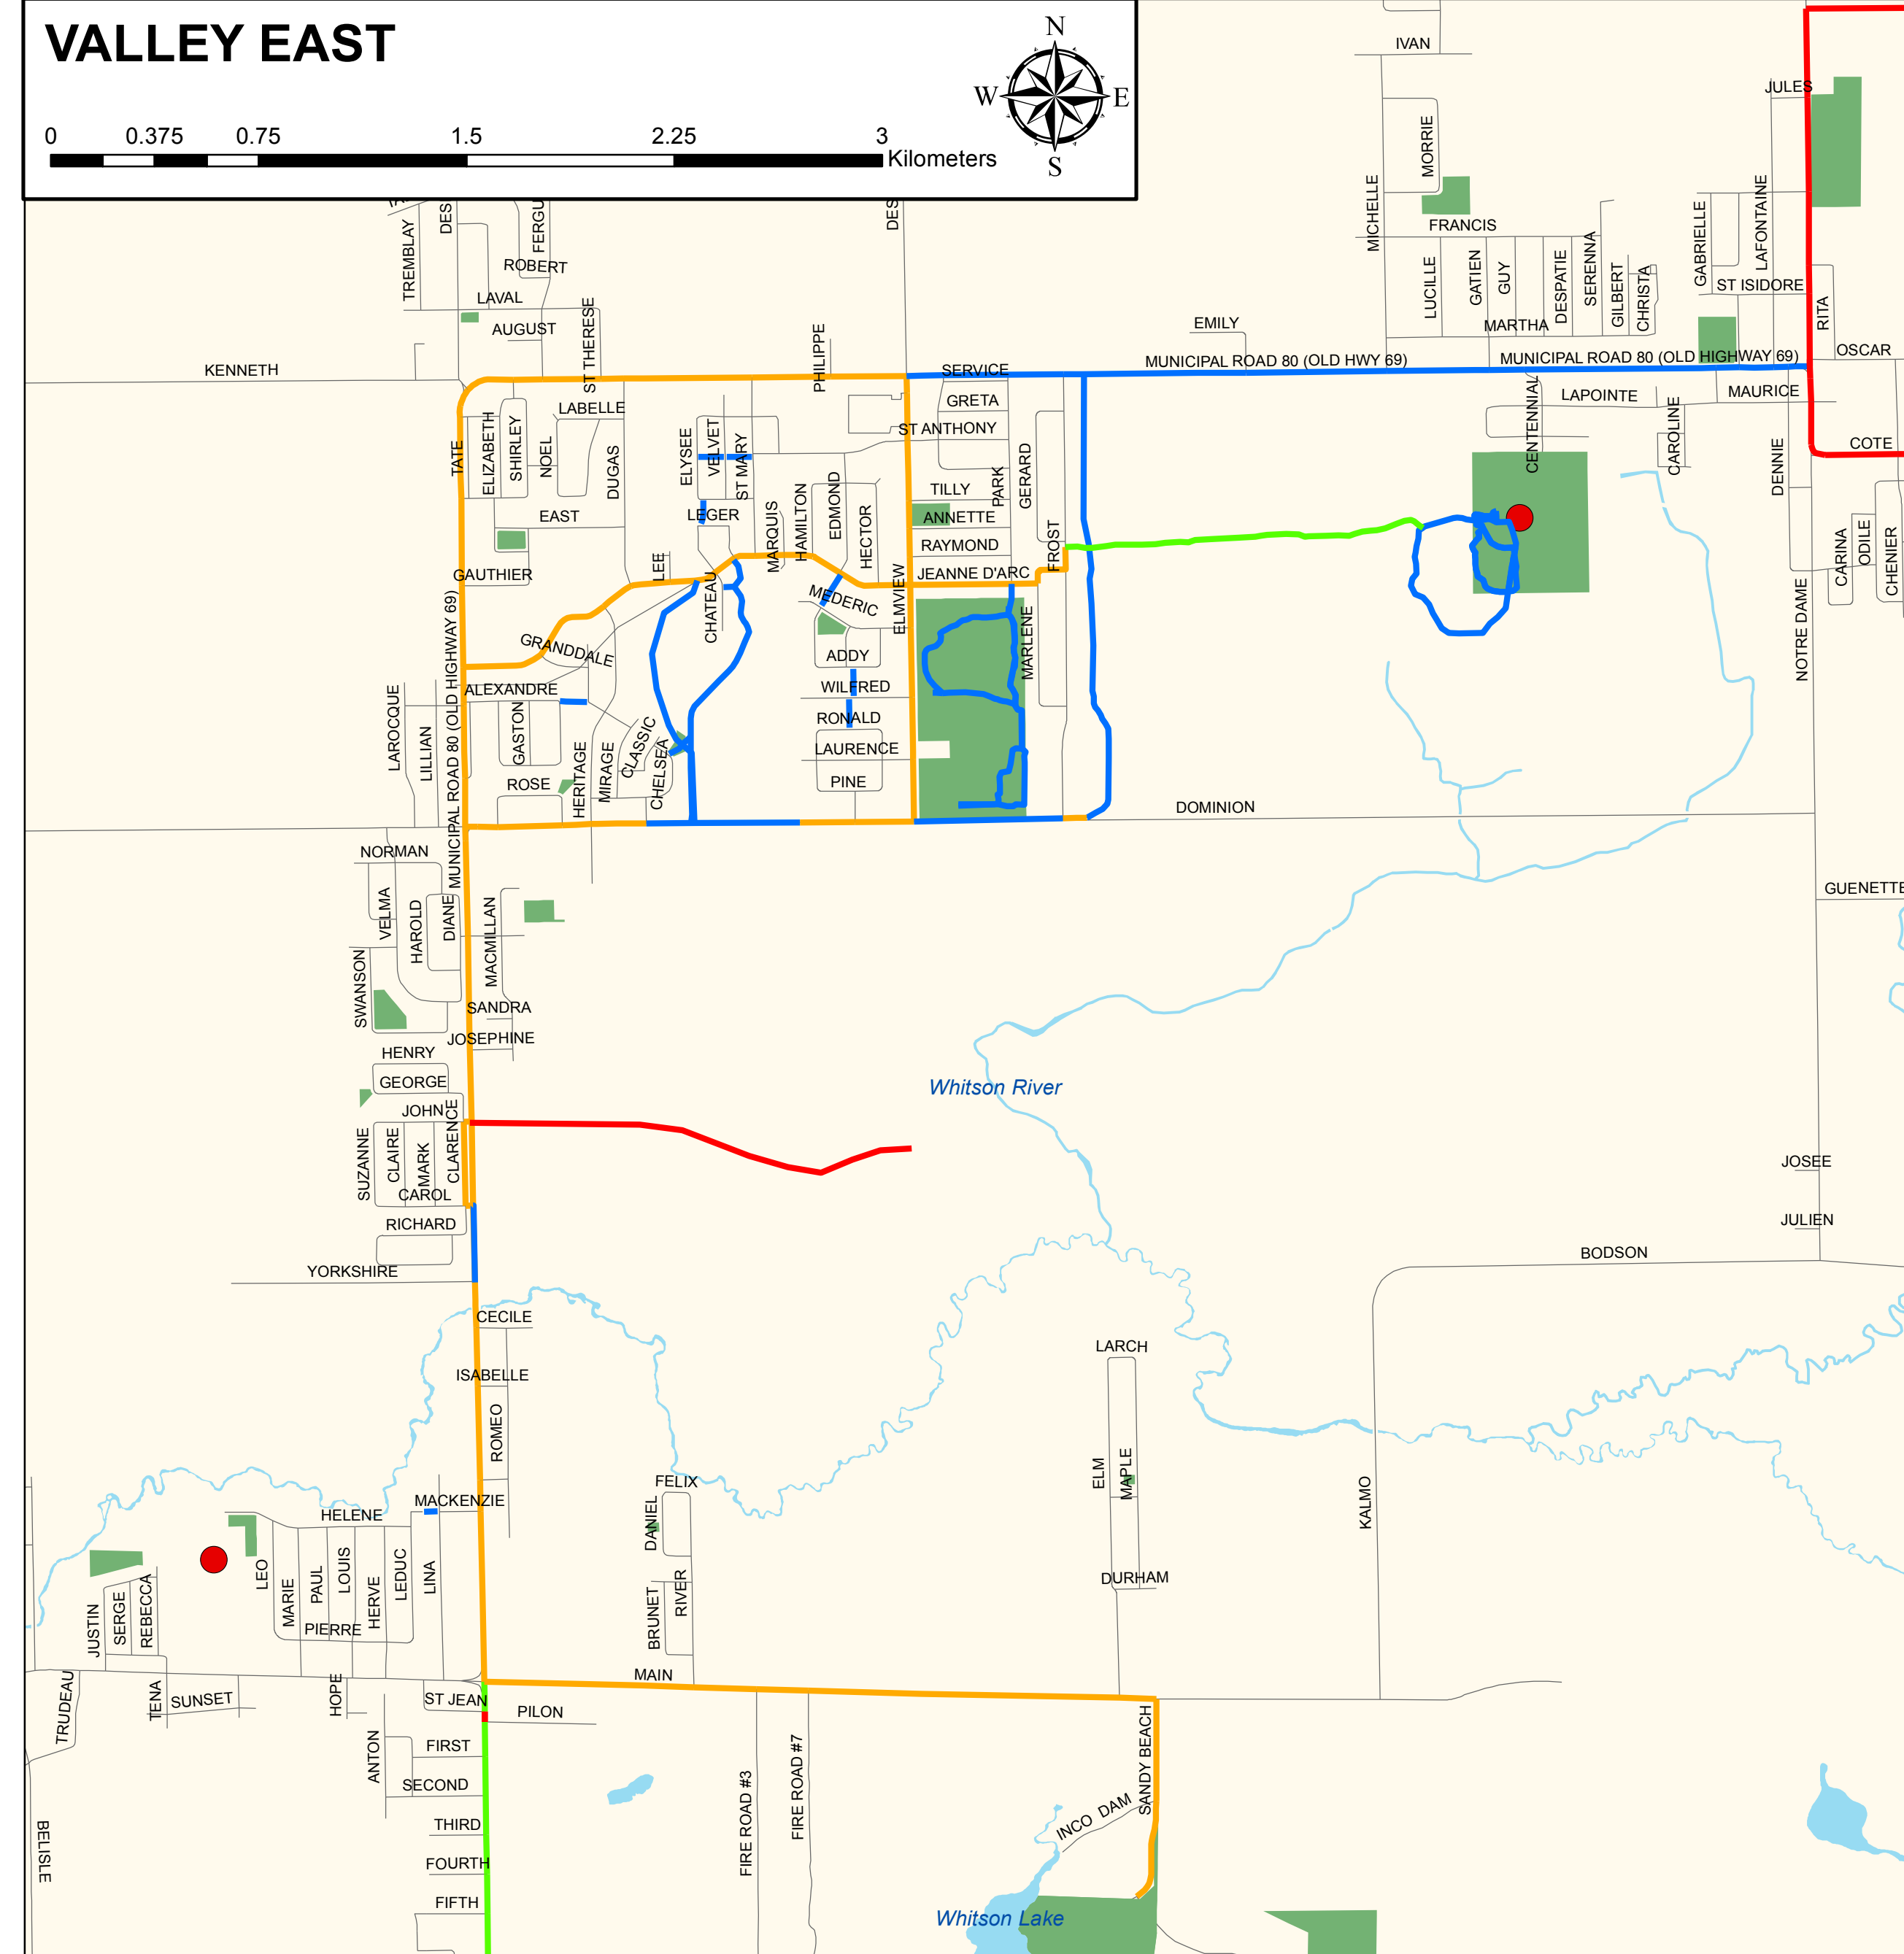 VALLEY EAST
N
W E
S
0 0.375 0.75 1.5 2.25 3
Kilometers
IVAN
JULES
MORRIE
MICHELLE
FRANCIS
GABRIELLE
LAFONTAINE
TREMBLAY
DES
FERGU
DES
ROBERT
LAVAL
AUGUST
ST THERESE
PHILIPPE
EMILY
LUCILLE
GATIEN
GUY
DESPATIE
SERENNA
GILBERT
CHRISTA
ST ISIDORE
RITA
MARTHA
OSCAR
KENNETH
SERVICE
MUNICIPAL ROAD 80 (OLD HWY 69)
MUNICIPAL ROAD 80 (OLD HIGHWAY 69)
LABELLE
GRETA
ST ANTHONY
LAPOINTE
MAURICE
CENTENNIAL
CAROLINE
COTE
DENNIE
TATE
ELIZABETH
SHIRLEY
NOEL
DUGAS
ELYSEE
VELVET
ST MARY
MARQUIS
HAMILTON
EDMOND
HECTOR
TILLY
PARK
GERARD
ANNETTE
EAST
LEGER
RAYMOND
FROST
CARINA
ODILE
CHENIER
GAUTHIER
LEE
CHATEAU
JEANNE D'ARC
MEDERIC
ELMVIEW
MARLENE
NOTRE DAME
GRANDDALE
ADDY
MUNICIPAL ROAD 80 (OLD HIGHWAY 69)
LAROCQUE
LILLIAN
ALEXANDRE
GASTON
WILFRED
RONALD
LAURENCE
HERITAGE
MIRAGE
CLASSIC
CHELSEA
ROSE
PINE
DOMINION
NORMAN
VELMA
HAROLD
DIANE
MACMILLAN
GUENETTE
SWANSON
SANDRA
JOSEPHINE
HENRY
GEORGE
Whitson River
JOHN
SUZANNE
CLAIRE
MARK
CLARENCE
CAROL
RICHARD
JOSEE
JULIEN
BODSON
YORKSHIRE
CECILE
LARCH
ISABELLE
ROMEO
ELM
MAPLE
KALMO
FELIX
MACKENZIE
HELENE
DANIEL
LEO
MARIE
PAUL
LOUIS
HERVE
LEDUC
LINA
DURHAM
JUSTIN
SERGE
REBECCA
BRUNET
RIVER
PIERRE
MAIN
TRUDEAU
TENA
SUNSET
HOPE
ST JEAN
PILON
ANTON
FIRST
SECOND
THIRD
FOURTH
FIFTH
FIRE ROAD #3
FIRE ROAD #7
SANDY BEACH
INCO DAM
BELISLE
Whitson Lake